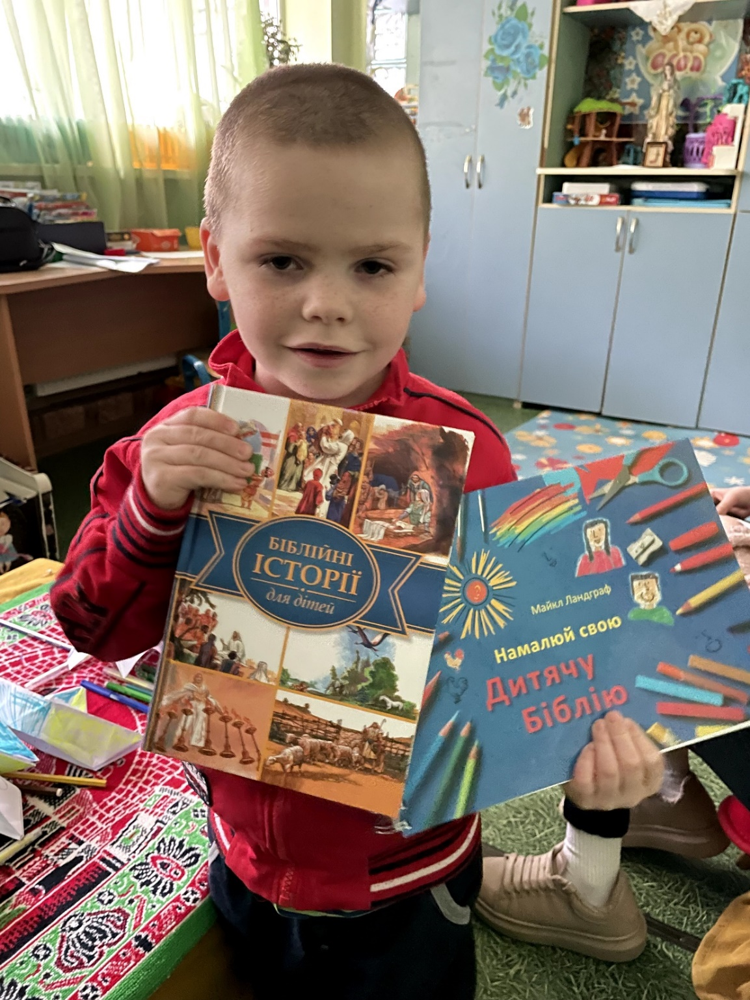 БІБЛІЙНІ
ІСТОРІЇ
для дітей
Майкл Ландграф
Намалюй свою
Дитячу
Біблію